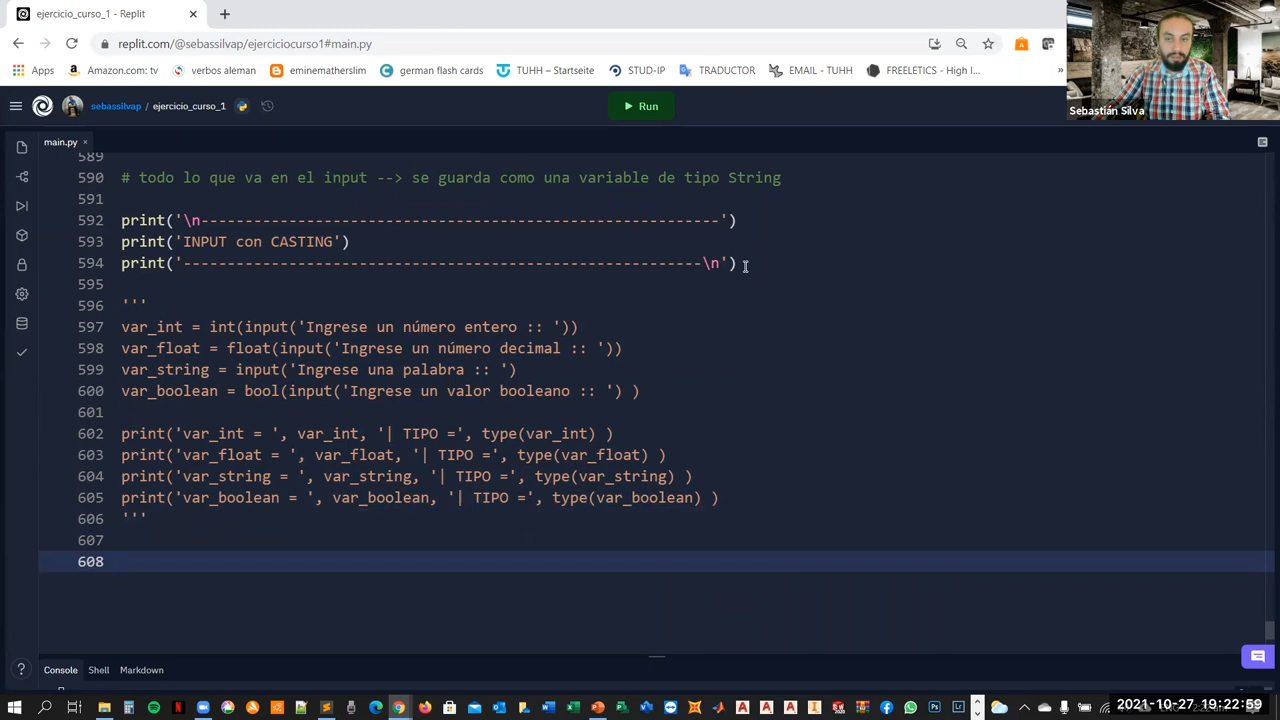 ejercicio_curso_1 - Replit
replit.com/@sebassilvap/ejerciciocurso1#main.py
Apps
Amazon.com: tv
verbos aleman
eminematherslim
german flash cards
TUHH – Startseite
STUD-IP
TRADUCTOR
EMAIL - TUHH
FREELETICS - High I...
»
Sebastián Silva
sebassilvap / ejercicio_curso_1
Run
main.py
589
590 # todo lo que va en el input --> se guarda como una variable de tipo String
591
592 print('\n-----------------------------------------------------------')
593 print('INPUT con CASTING')
594 print('-----------------------------------------------------------\n')
595
596 '''
597 var_int = int(input('Ingrese un número entero :: '))
598 var_float = float(input('Ingrese un número decimal :: '))
599 var_string = input('Ingrese una palabra :: ')
600 var_boolean = bool(input('Ingrese un valor booleano :: ') )
601
602 print('var_int = ', var_int, '| TIPO =', type(var_int) )
603 print('var_float = ', var_float, '| TIPO =', type(var_float) )
604 print('var_string = ', var_string, '| TIPO =', type(var_string) )
605 print('var_boolean = ', var_boolean, '| TIPO =', type(var_boolean) )
606 '''
607
608
Console
Shell
Markdown
2021-10-27 19:22:59